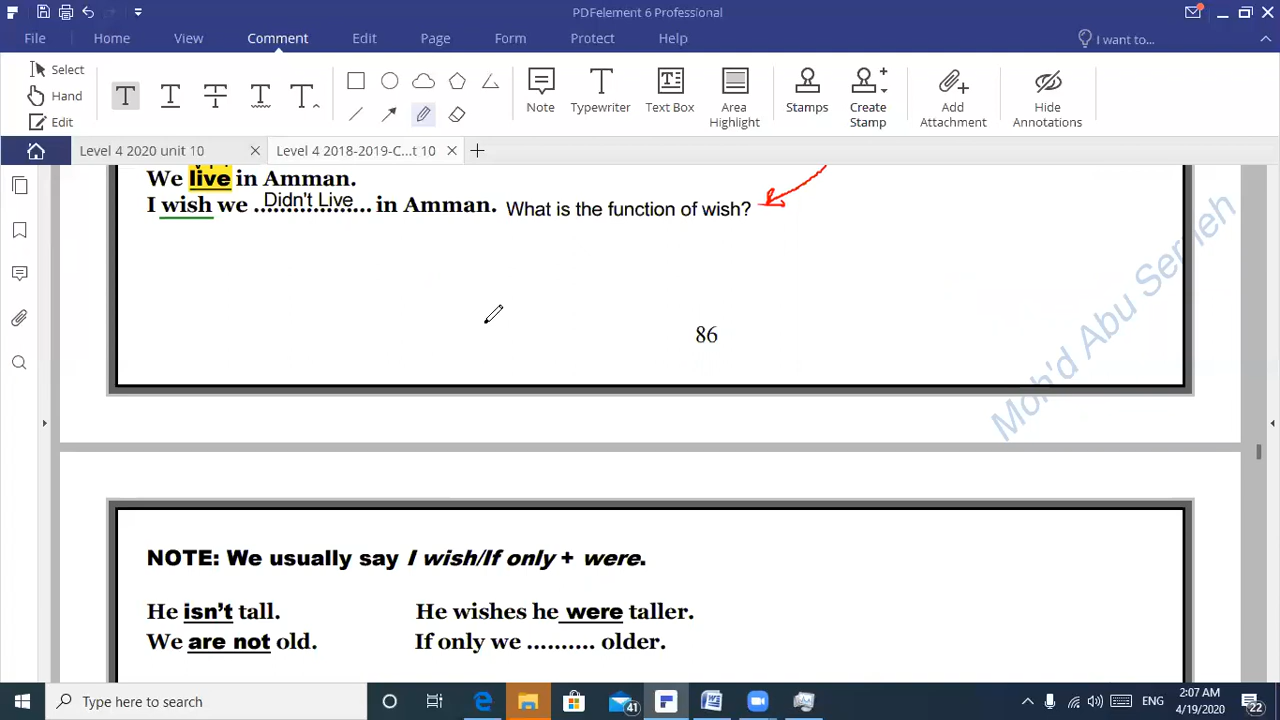 PDFelement 6 Professional
File Home View Comment Edit Page Form Protect Help I want to...
Select
Hand
Edit
Note Typewriter Text Box Area Highlight Stamps Create Stamp Add Attachment Hide Annotations
Level 4 2020 unit 10
Level 4 2018-2019-C...t 10
We live in Amman.
I wish we ……Didn't Live…… in Amman. What is the function of wish?
86
NOTE: We usually say I wish/If only + were.
He isn't tall. He wishes he were taller.
We are not old. If only we .......... older.
Moh'd Abu Serrieh
Type here to search
41
ENG
2:07 AM
4/19/2020
22